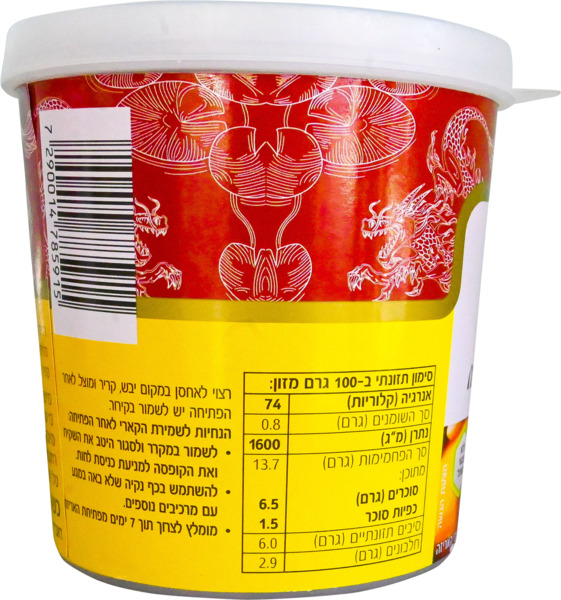 7 290014 785915
סימון תזונתי ב-100 גרם מזון:
אנרגיה (קלוריות) 74
סך השומנים (גרם) 0.8
נתרן (מ"ג) 1600
סך הפחמימות (גרם) 13.7
מתוכן:
סוכרים (גרם) 6.5
כפיות סוכר 1.5
סיבים תזונתיים (גרם) 6.0
חלבונים (גרם) 2.9
רצוי לאחסן במקום יבש, קריר ומוצל לאחר
הפתיחה יש לשמור בקירור.
הנחיות לשמירת הקארי לאחר הפתיחה:
• לשמור במקרר ולסגור היטב את השקית
ואת הקופסה למניעת כניסת לחות.
• להשתמש בכף נקיה שלא באה במגע
עם מרכיבים נוספים.
• מומלץ לצרוך תוך 7 ימים מפתיחת האריזה